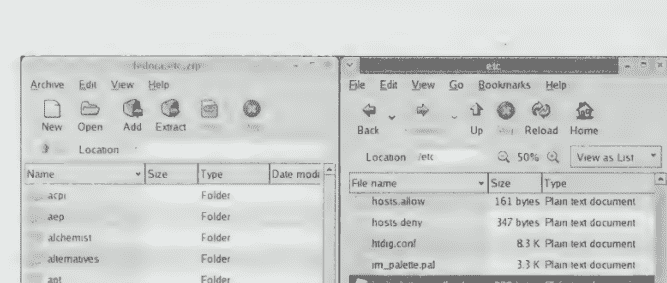 etc
Archive Edit View Help
File Edit View Go Bookmarks Help
New Open Add Extract
Back Up Reload Home
Location
Location /etc 50% View as List
Name Size Type Date modi
File name Size Type
acpi Folder
hosts.allow 161 bytes Plain text document
aep Folder
hosts.deny 347 bytes Plain text document
alchemist Folder
htdig.conf 8.3 K Plain text document
alternatives Folder
im_palette.pal 3.3 K Plain text document
ant Folder